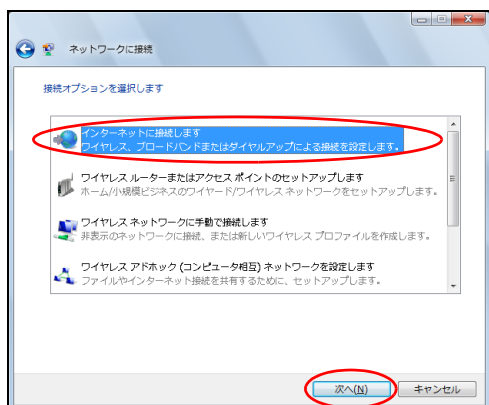 ネットワークに接続
接続オプションを選択します
インターネットに接続します
ワイヤレス、ブロードバンドまたはダイヤルアップによる接続を設定します。
ワイヤレス ルーターまたはアクセス ポイントのセットアップします
ホーム/小規模ビジネスのワイヤード/ワイヤレス ネットワークをセットアップします。
ワイヤレス ネットワークに手動で接続します
非表示のネットワークに接続、または新しいワイヤレス プロファイルを作成します。
ワイヤレス アドホック (コンピュータ相互) ネットワークを設定します
ファイルやインターネット接続を共有するために、セットアップします。
次へ(N) キャンセル